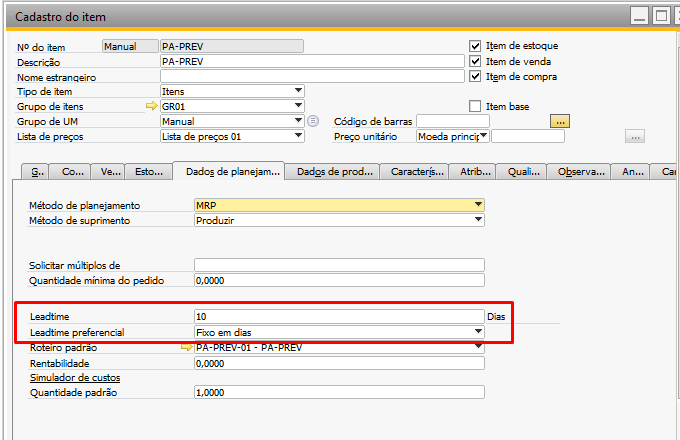 Cadastro do item
Nº do item Manual PA-PREV Item de estoque
Descrição PA-PREV Item de venda
Nome estrangeiro Item de compra
Tipo de item Itens
Grupo de itens GR01 Item base
Grupo de UM Manual Código de barras ...
Lista de preços Lista de preços 01 Preço unitário Moeda princip ...
G.. Co... Ve... Esto... Dados de planejam... Dados de prod... Caracterís... Atrib... Quali... Observa... An... Car
Método de planejamento MRP
Método de suprimento Produzir
Solicitar múltiplos de
Quantidade mínima do pedido 0,0000
Leadtime 10 Dias
Leadtime preferencial Fixo em dias
Roteiro padrão PA-PREV-01 - PA-PREV
Rentabilidade 0,0000
Simulador de custos
Quantidade padrão 1,0000